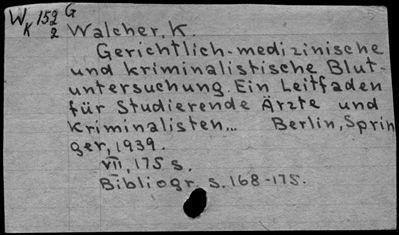 W 152 G
K 2
Walcher, K.
Gerichtlich-medizinische
und kriminalistische Blut-
untersuchung. Ein Leitfaden
für Studierende Ärzte und
Kriminalisten... Berlin, Sprin
ger, 1939.
VII, 175 s.
Bibliogr. s. 168-175.